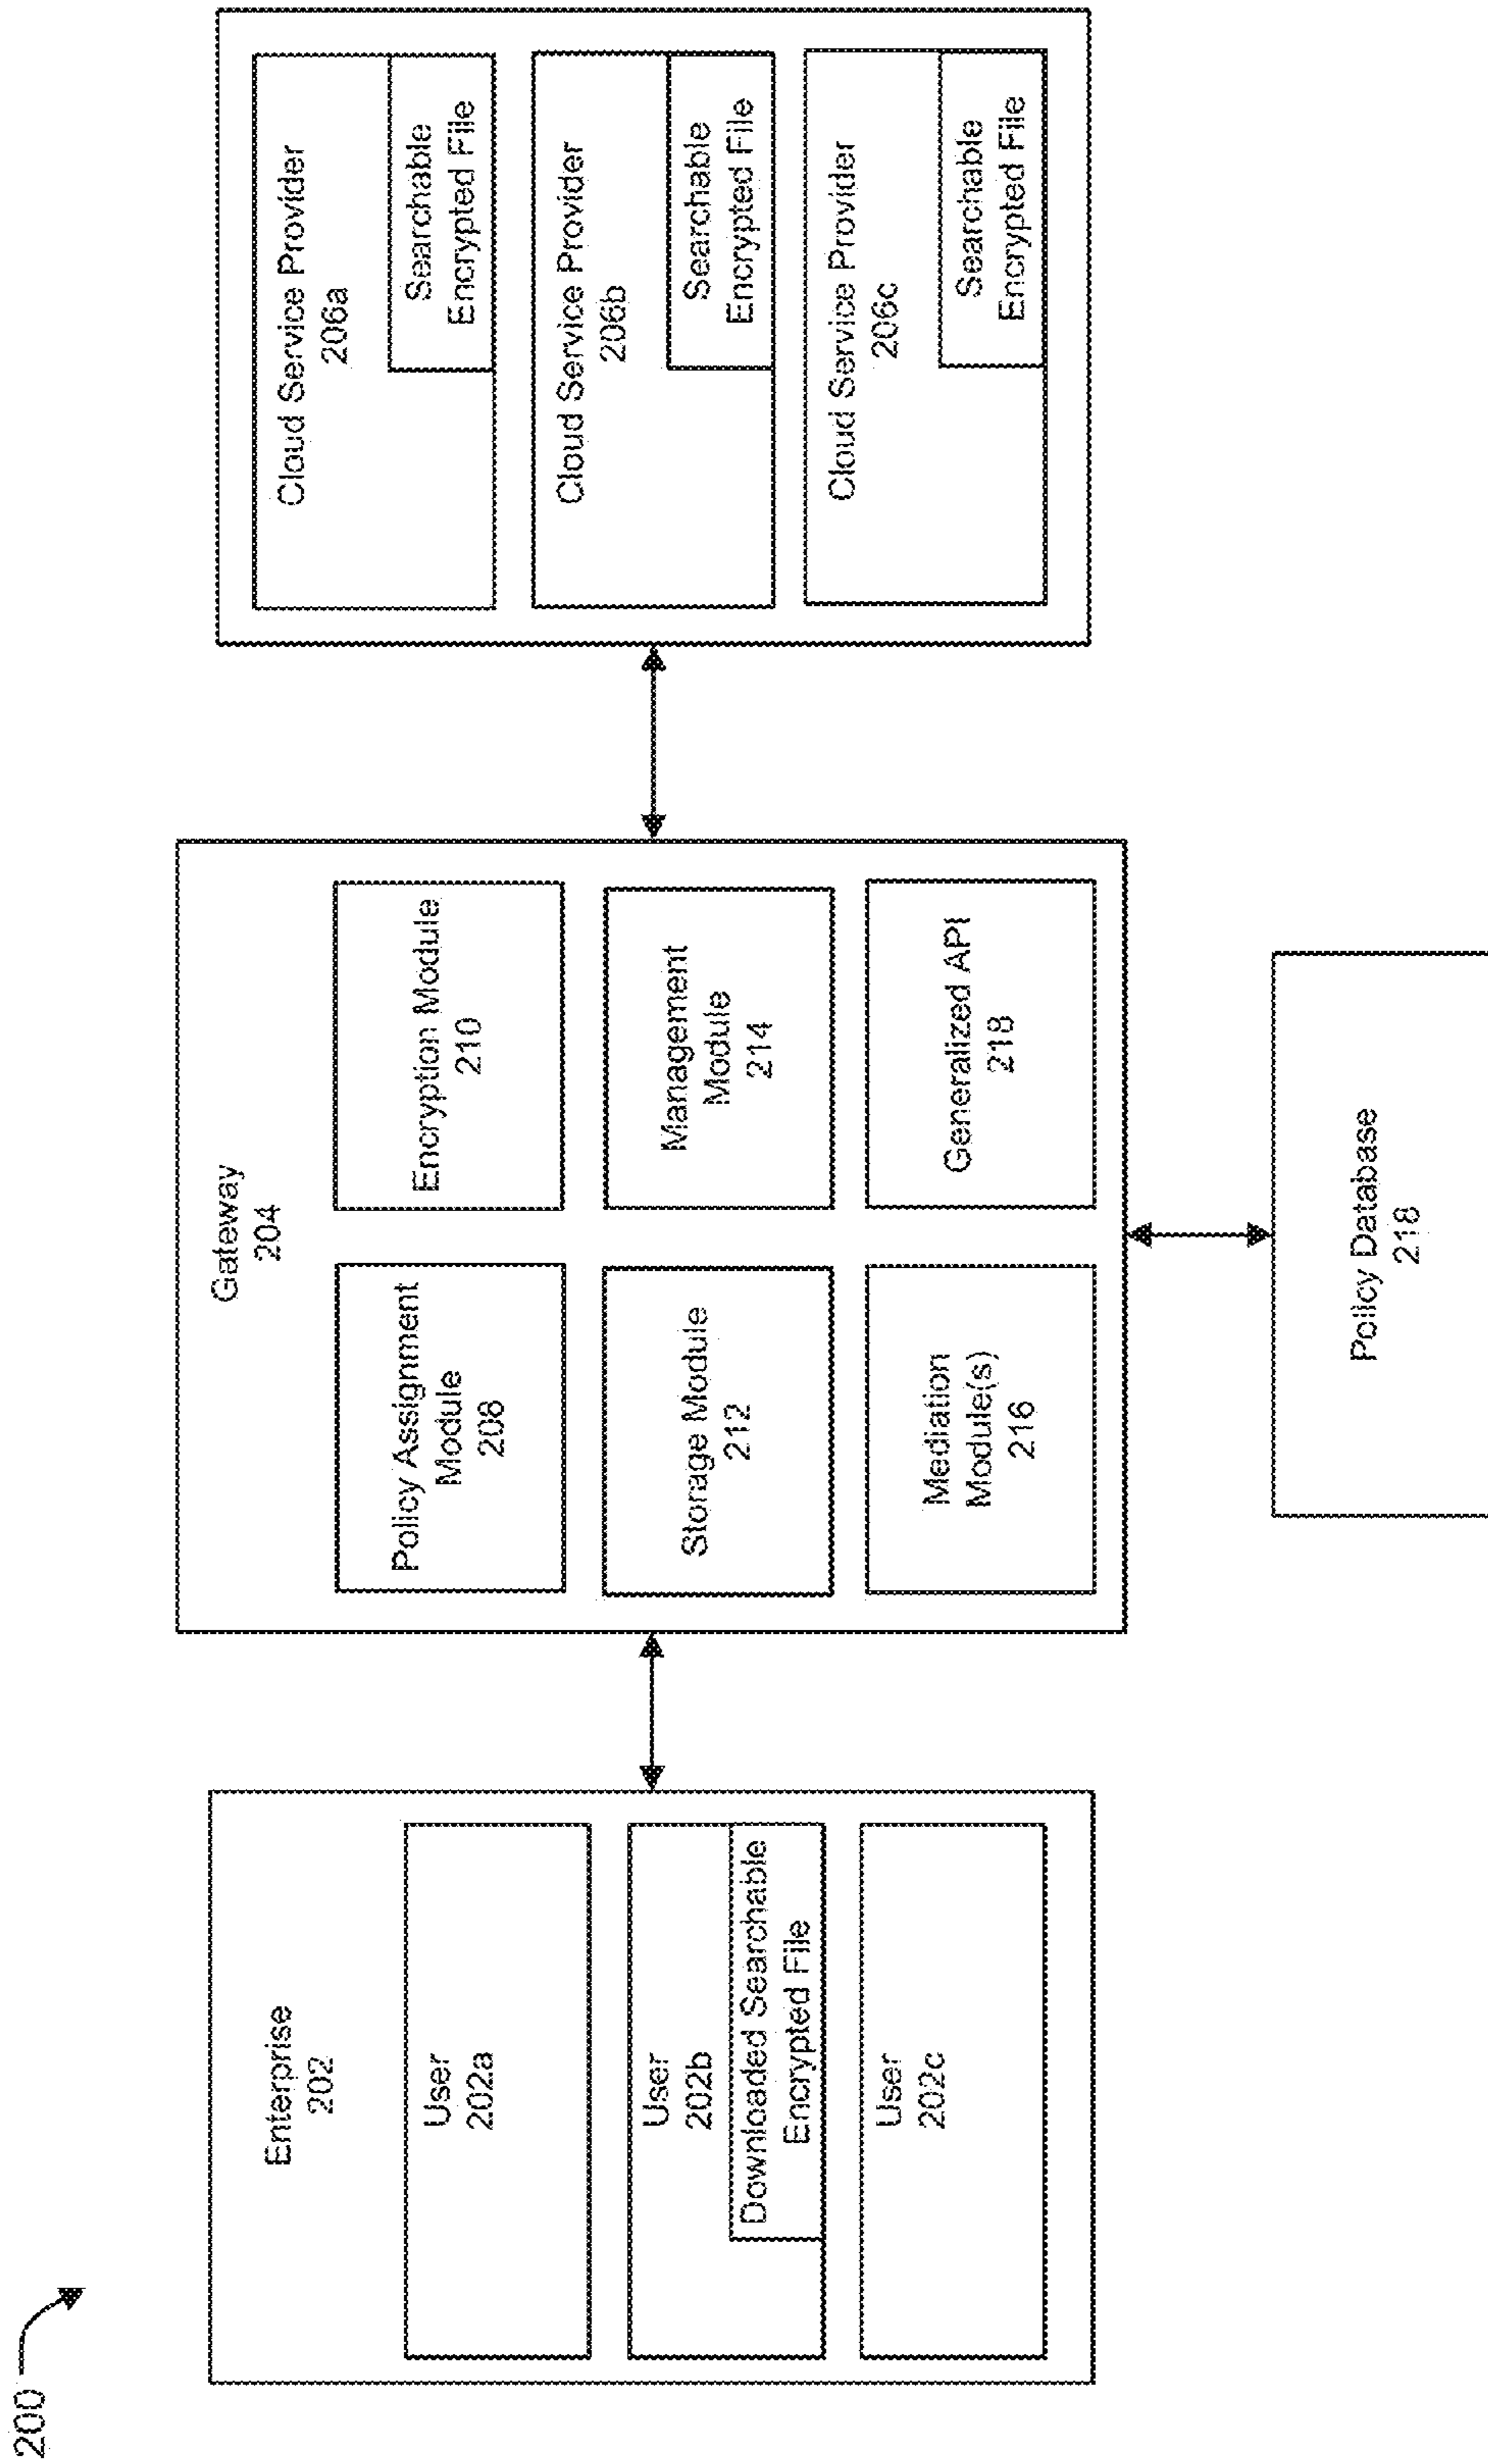 200
Enterprise
202
User
202a
User
202b
Downloaded Searchable
Encrypted File
User
202c
Gateway
204
Policy Assignment
Module
208
Encryption Module
210
Storage Module
212
Management
Module
214
Mediation
Module(s)
216
Generalized API
218
Policy Database
218
Cloud Service Provider
206a
Searchable
Encrypted File
Cloud Service Provider
206b
Searchable
Encrypted File
Cloud Service Provider
206c
Searchable
Encrypted File